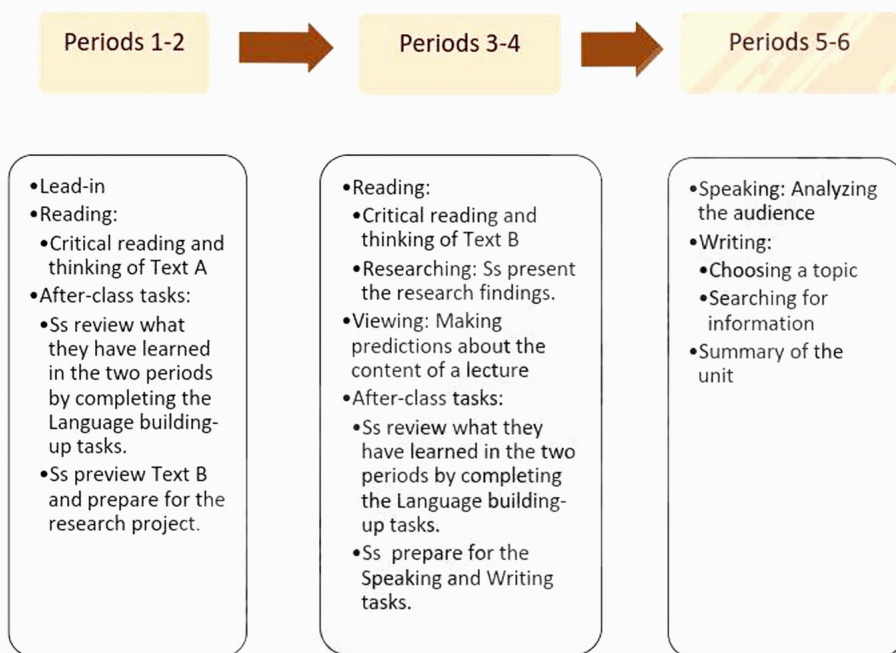 Periods 1-2
Periods 3-4
Periods 5-6
•Lead-in
•Reading:
•Critical reading and
thinking of Text A
•After-class tasks:
•Ss review what
they have learned
in the two periods
by completing the
Language building-
up tasks.
•Ss preview Text B
and prepare for the
research project.
•Reading:
•Critical reading and
thinking of Text B
•Researching: Ss present
the research findings.
•Viewing: Making
predictions about the
content of a lecture
•After-class tasks:
•Ss review what they
have learned in the two
periods by completing
the Language building-
up tasks.
•Ss prepare for the
Speaking and Writing
tasks.
•Speaking: Analyzing
the audience
•Writing:
•Choosing a topic
•Searching for
information
•Summary of the
unit